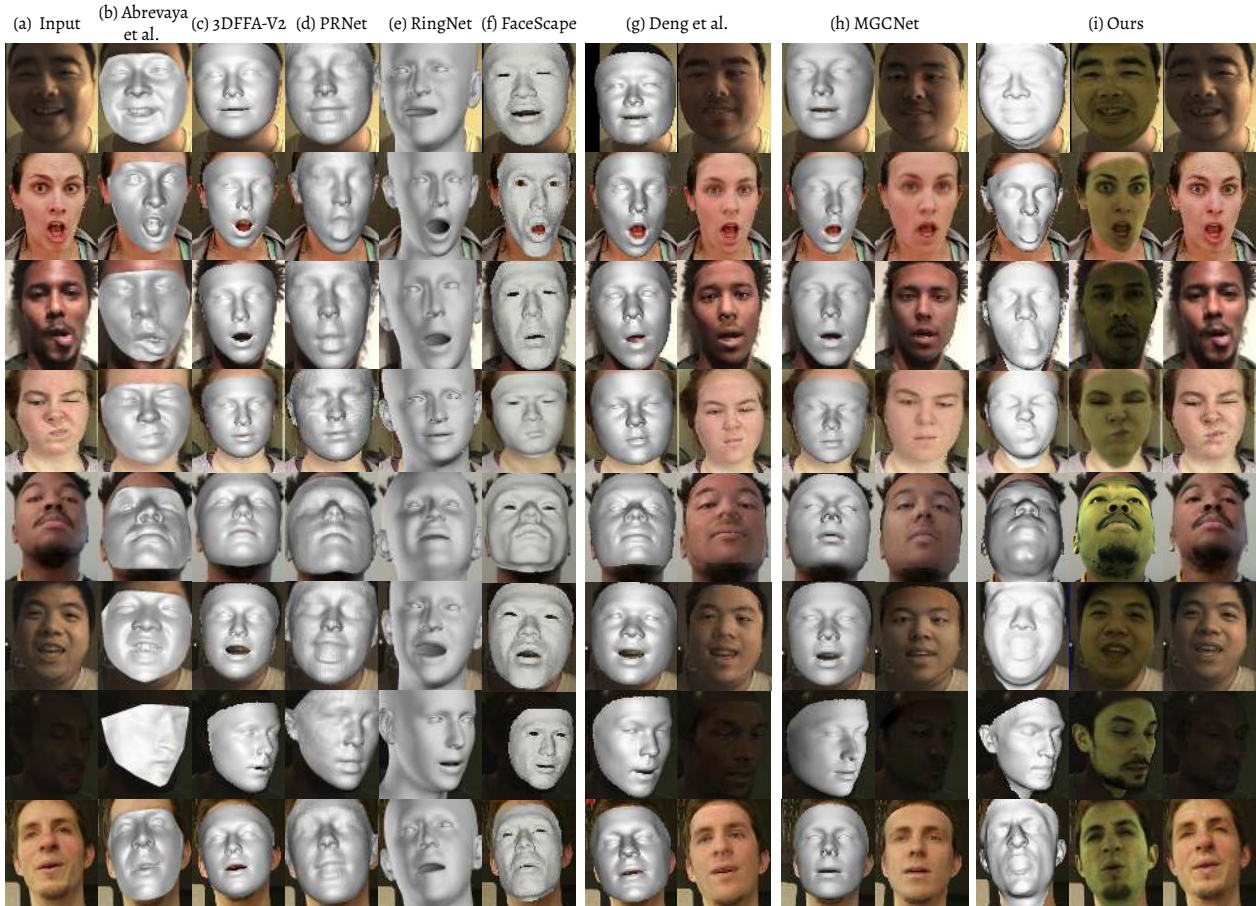 (a) Input
(b) Abrevaya
et al.
(c) 3DFFA-V2
(d) PRNet
(e) RingNet
(f) FaceScape
(g) Deng et al.
(h) MGCNet
(i) Ours